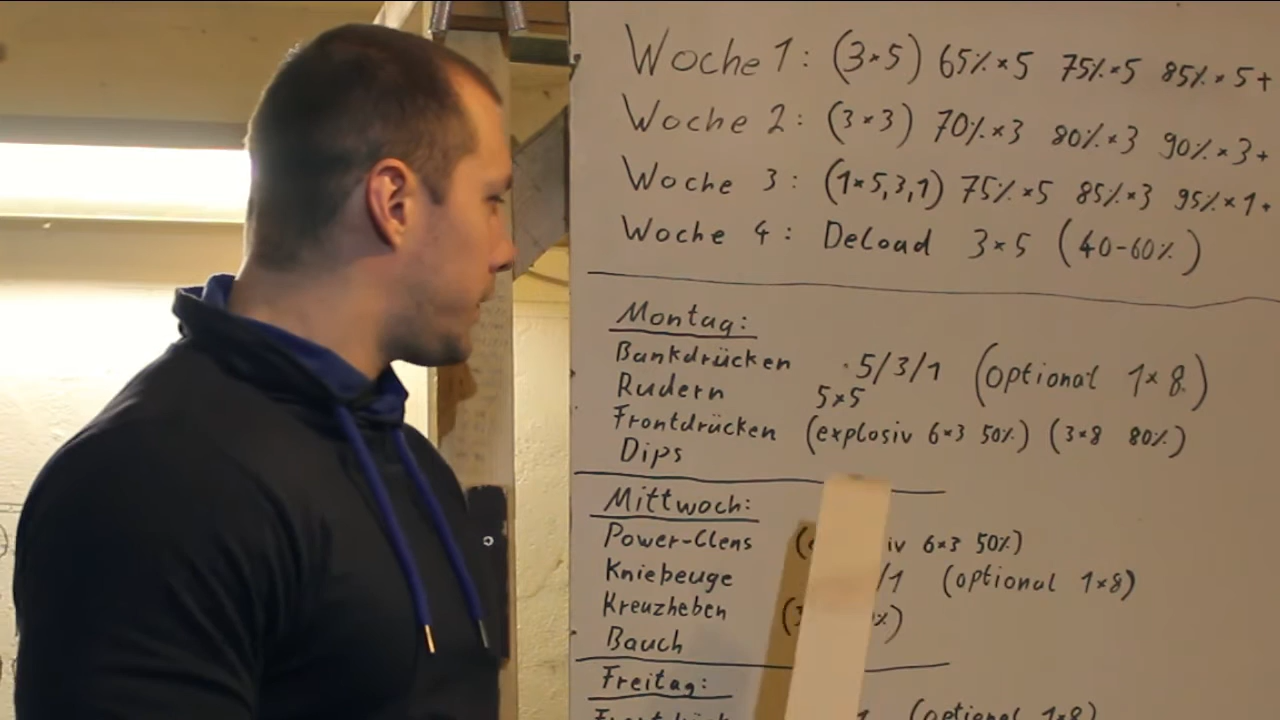 Woche 1: (3×5) 65%×5 75%×5 85%×5+
Woche 2: (3×3) 70%×3 80%×3 90%×3+
Woche 3: (1×5,3,1) 75%×5 85%×3 95%×1+
Woche 4: Deload 3×5 (40-60%)
Montag:
Bankdrücken 5/3/1 (optional 1×8)
Rudern 5×5
Frontdrücken (explosiv 6×3 50%) (3×8 80%)
Dips
Mittwoch:
Power-Clens iv 6×3 50%)
Kniebeuge /1 (optional 1×8)
Kreuzheben
Bauch
Freitag:
(optional 1×8)